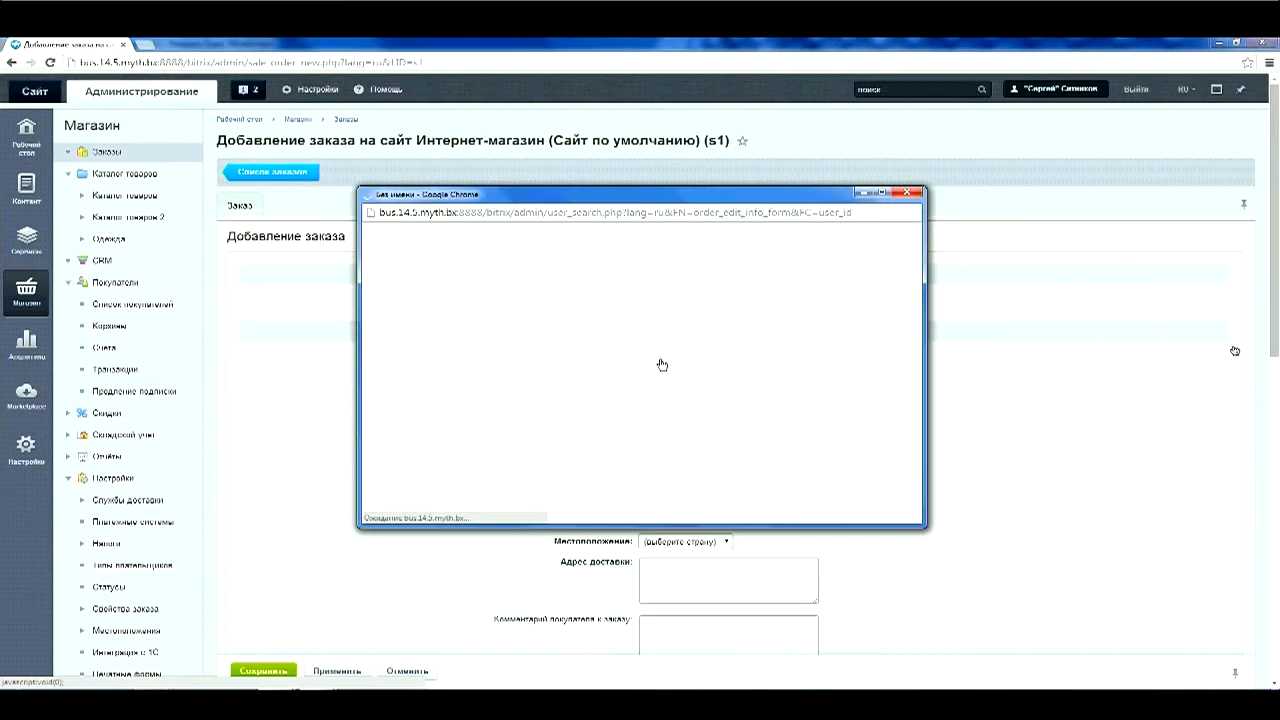 Добавление заказа на са
bus.14.5.myth.bx:8888/bitrix/admin/sale_order_new.php?lang=ru&LID=s1
Сайт
Администрирование
2
Настройки
Помощь
поиск
"Сергей" Ситников
Выйти
RU
Рабочий стол
Магазин
Заказы
Добавление заказа на сайт Интернет-магазин (Сайт по умолчанию) (s1)
Список заказов
Рабочий
стол
Контент
Сервисы
Магазин
Аналитика
Marketplace
Настройки
Магазин
Заказы
Каталог товаров
Каталог товаров
Каталог товаров 2
Одежда
CRM
Покупатели
Список покупателей
Корзины
Счета
Транзакции
Продление подписки
Скидки
Складской учет
Отчёты
Настройки
Службы доставки
Платежные системы
Налоги
Типы плательщиков
Статусы
Свойства заказа
Местоположения
Интеграция с 1С
Печатные формы
Заказ
Добавление заказа
Без имени - Google Chrome
bus.14.5.myth.bx:8888/bitrix/admin/user_search.php?lang=ru&FN=order_edit_info_form&FC=user_id
Ожидание bus.14.5.myth.bx...
Местоположение:
(выберите страну)
Адрес доставки:
Комментарий покупателя к заказу:
Сохранить
Применить
Отменить
javascript:void(0);